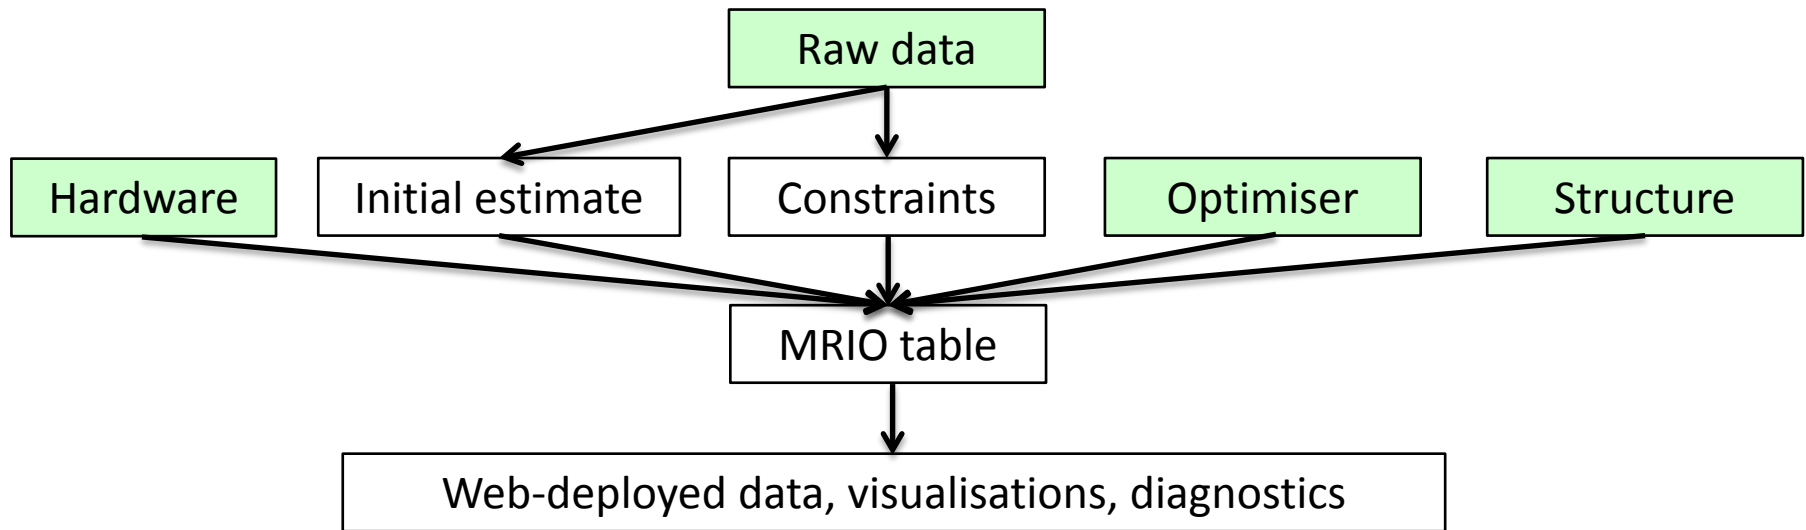 Raw data
Hardware
Initial estimate
Constraints
Optimiser
Structure
MRIO table
Web-deployed data, visualisations, diagnostics